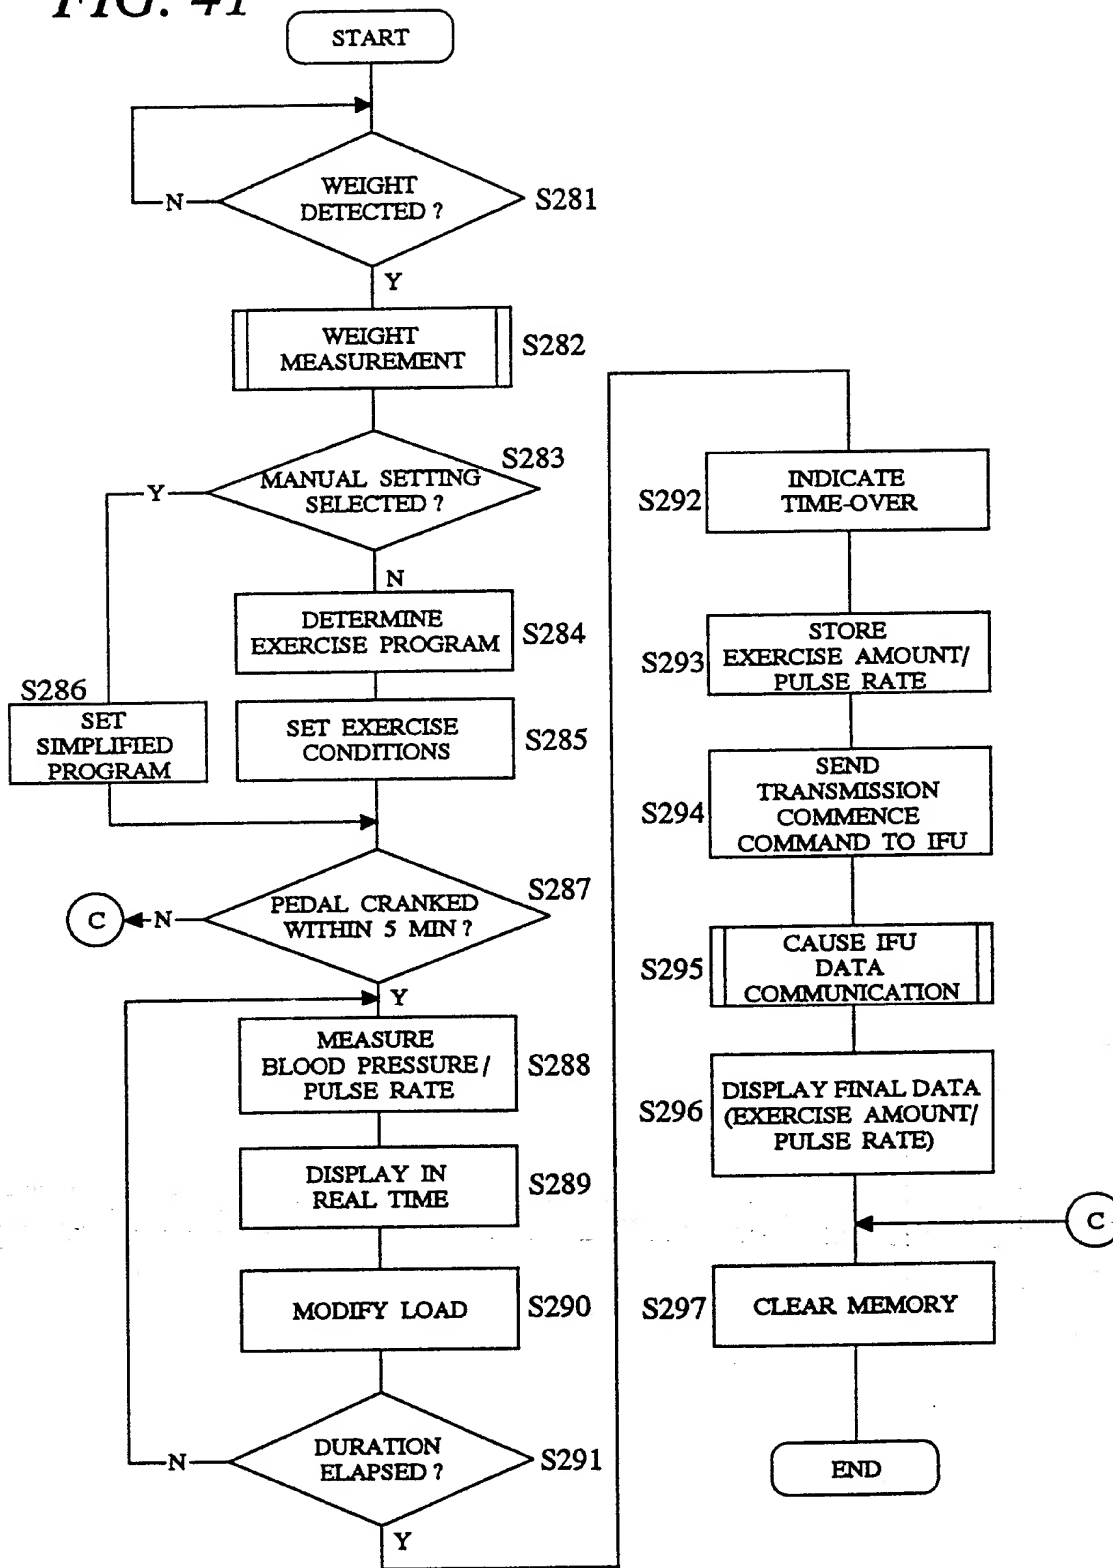 FIG. 41
START
WEIGHT
DETECTED ?
S281
N
Y
WEIGHT
MEASUREMENT
S282
MANUAL SETTING
SELECTED ?
S283
Y
N
DETERMINE
EXERCISE PROGRAM
S284
S286
SET
SIMPLIFIED
PROGRAM
SET EXERCISE
CONDITIONS
S285
PEDAL CRANKED
WITHIN 5 MIN ?
S287
C
N
Y
MEASURE
BLOOD PRESSURE /
PULSE RATE
S288
DISPLAY IN
REAL TIME
S289
MODIFY LOAD
S290
DURATION
ELAPSED ?
S291
N
Y
S292
INDICATE
TIME-OVER
S293
STORE
EXERCISE AMOUNT/
PULSE RATE
S294
SEND
TRANSMISSION
COMMENCE
COMMAND TO IFU
S295
CAUSE IFU
DATA
COMMUNICATION
S296
DISPLAY FINAL DATA
(EXERCISE AMOUNT/
PULSE RATE)
C
S297
CLEAR MEMORY
END